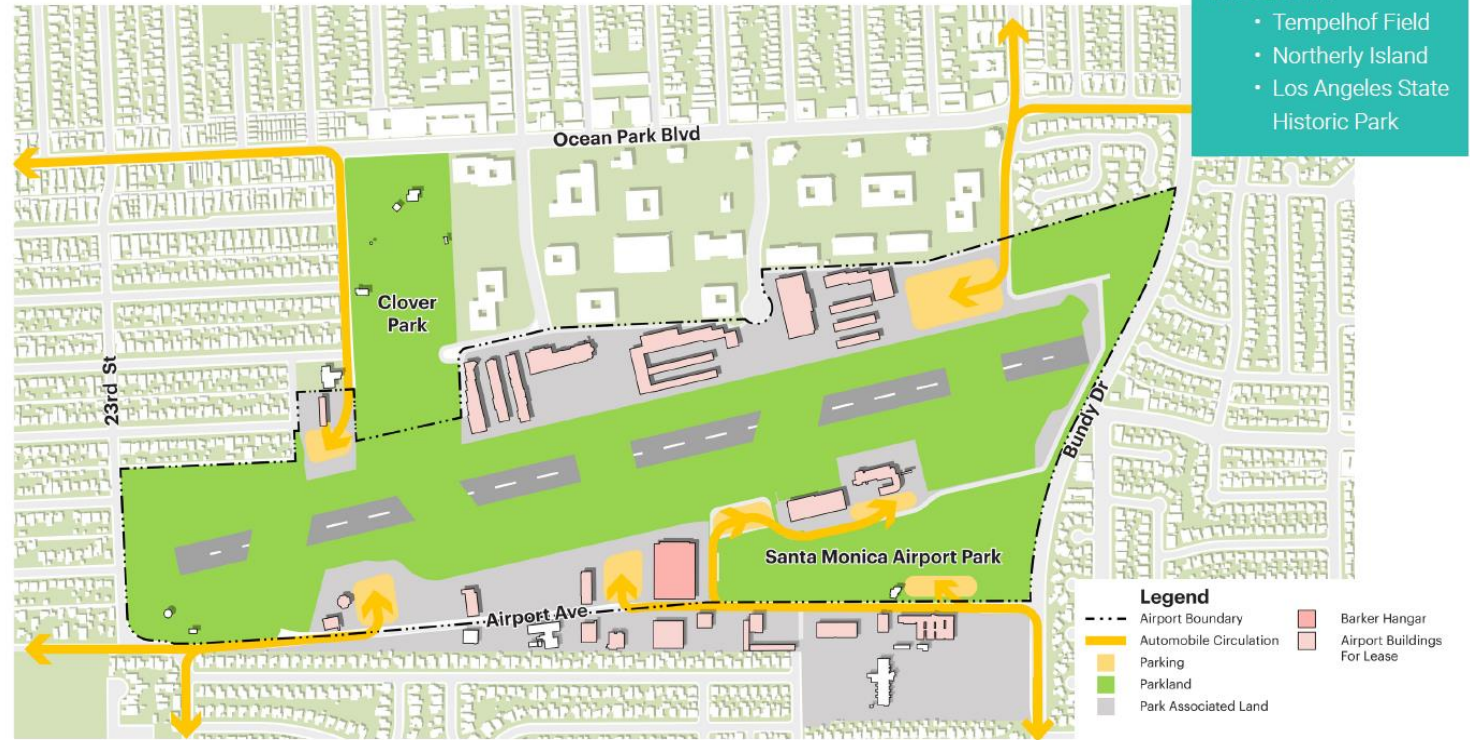 • Tempelhof Field
• Northerly Island
• Los Angeles State
Historic Park
Ocean Park Blvd
Clover
Park
23rd St
Bundy Dr
Santa Monica Airport Park
Airport Ave
Legend
Airport Boundary
Automobile Circulation
Parking
Parkland
Park Associated Land
Barker Hangar
Airport Buildings
For Lease